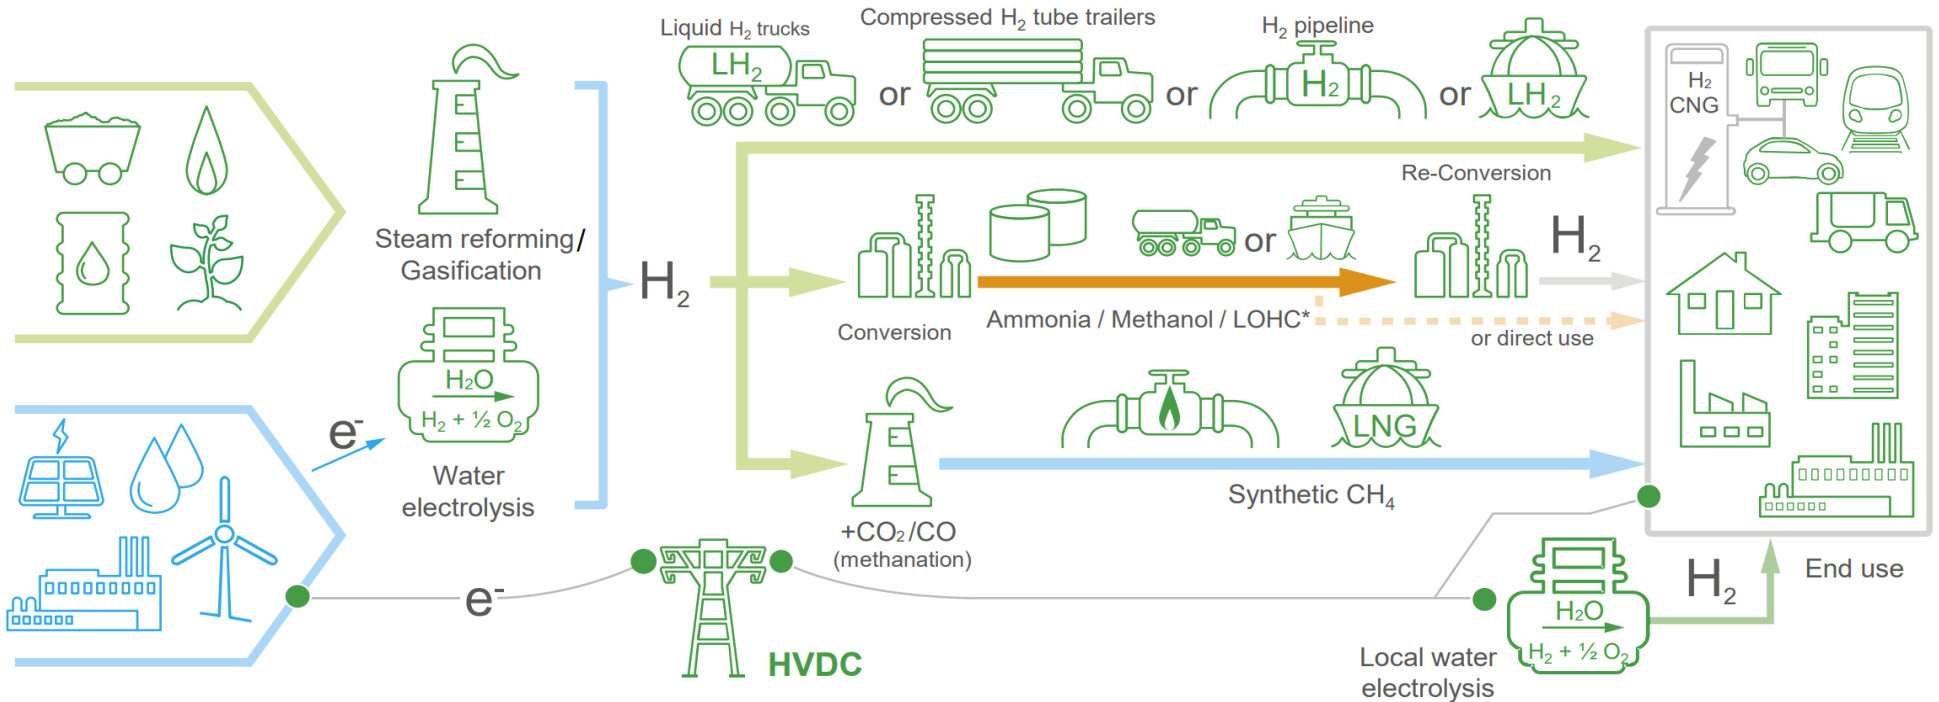 Liquid H₂ trucks
Compressed H₂ tube trailers
H₂ pipeline
LH₂
or
or
H₂
or
LH₂
H₂
CNG
Steam reforming/
Gasification
H₂
Re-Conversion
or
H₂
Conversion
Ammonia / Methanol / LOHC*
or direct use
H₂O
H₂ + ½ O₂
e⁻
Water
electrolysis
LNG
Synthetic CH₄
+CO₂/CO
(methanation)
e⁻
HVDC
H₂O
H₂ + ½ O₂
Local water
electrolysis
H₂
End use